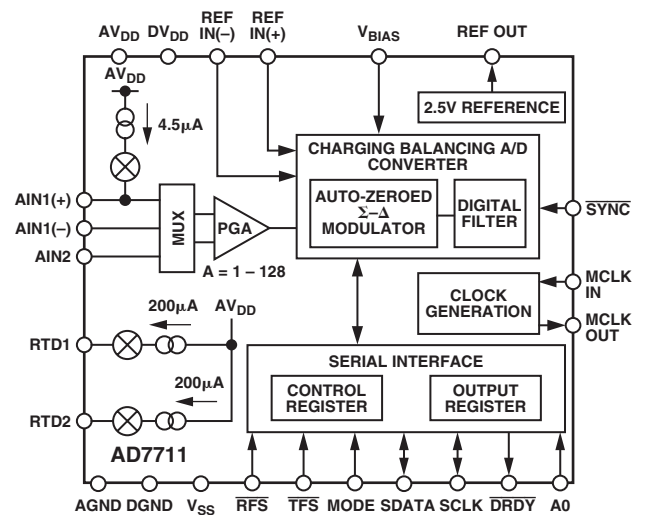 AVDD DVDD REF IN(–) REF IN(+) VBIAS REF OUT
AVDD
4.5µA
2.5V REFERENCE
CHARGING BALANCING A/D
CONVERTER
AUTO-ZEROED
Σ–Δ
MODULATOR
DIGITAL
FILTER
AIN1(+)
AIN1(–)
AIN2
MUX
PGA
A = 1 – 128
SYNC
MCLK
IN
CLOCK
GENERATION
MCLK
OUT
200µA
AVDD
RTD1
200µA
RTD2
SERIAL INTERFACE
CONTROL
REGISTER
OUTPUT
REGISTER
AD7711
AGND DGND VSS RFS TFS MODE SDATA SCLK DRDY A0